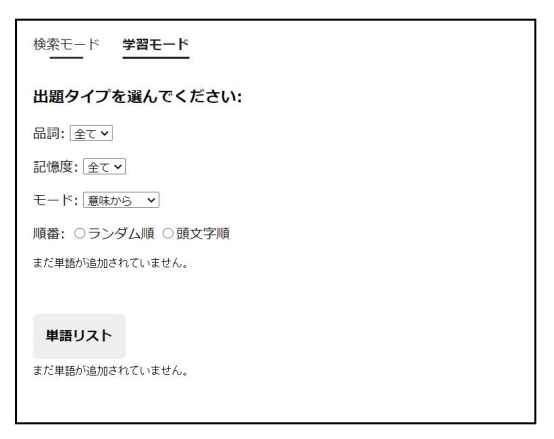 検索モード 学習モード
出題タイプを選んでください:
品詞: 全て
記憶度: 全て
モード: 意味から
順番: ランダム順 頭文字順
まだ単語が追加されていません。
単語リスト
まだ単語が追加されていません。